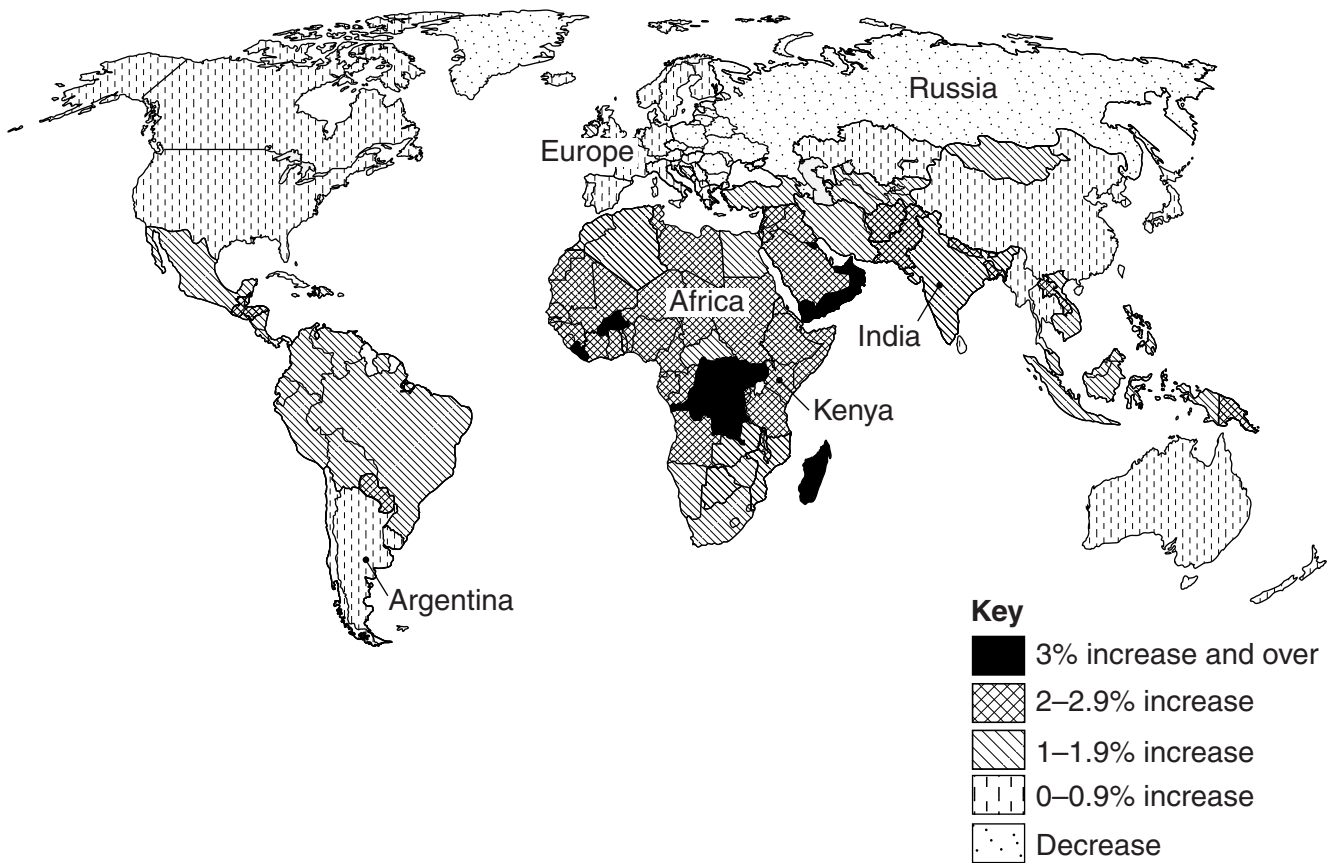 Russia
Europe
Africa
India
Kenya
Argentina
Key
3% increase and over
2–2.9% increase
1–1.9% increase
0–0.9% increase
Decrease